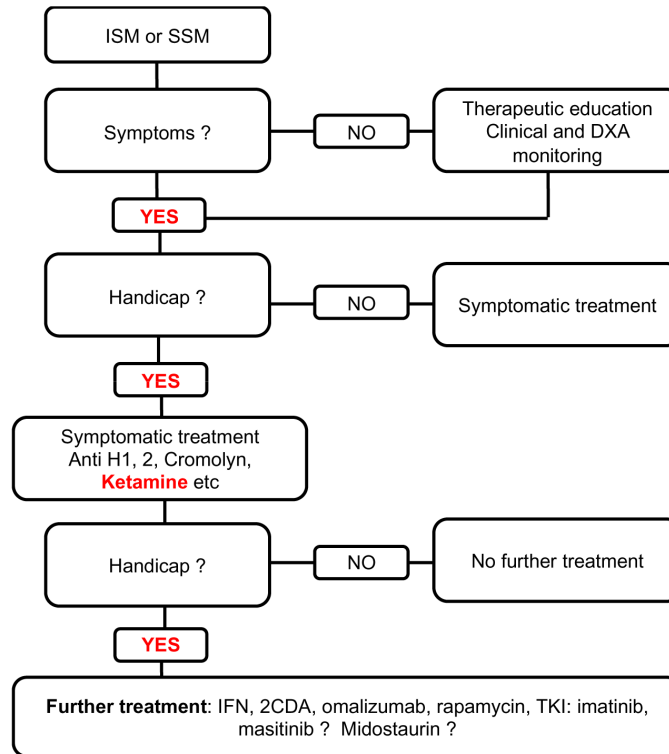 ISM or SSM
Symptoms ?
NO
Therapeutic education
Clinical and DXA
monitoring
YES
Handicap ?
NO
Symptomatic treatment
YES
Symptomatic treatment
Anti H1, 2, Cromolyn,
Ketamine etc
Handicap ?
NO
No further treatment
YES
Further treatment: IFN, 2CDA, omalizumab, rapamycin, TKI: imatinib,
masitinib ? Midostaurin ?